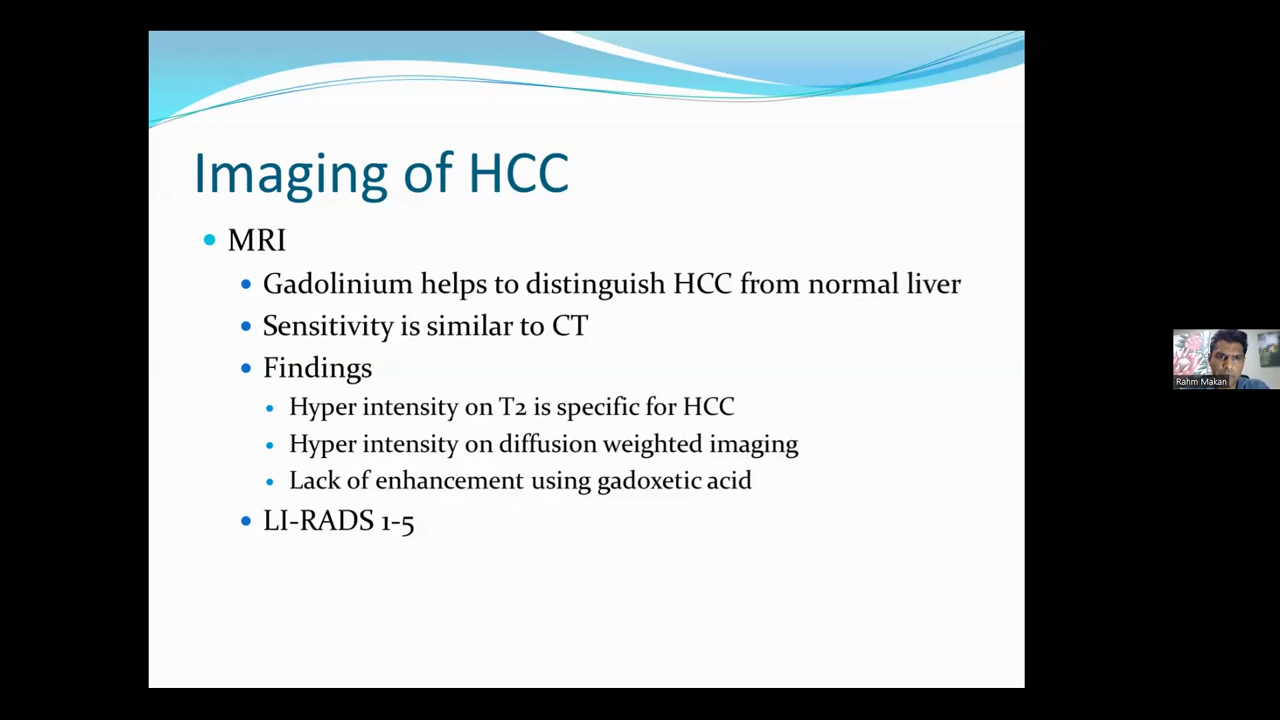 Imaging of HCC
MRI
Gadolinium helps to distinguish HCC from normal liver
Sensitivity is similar to CT
Findings
Hyper intensity on T2 is specific for HCC
Hyper intensity on diffusion weighted imaging
Lack of enhancement using gadoxetic acid
LI-RADS 1-5
Rahm Makan